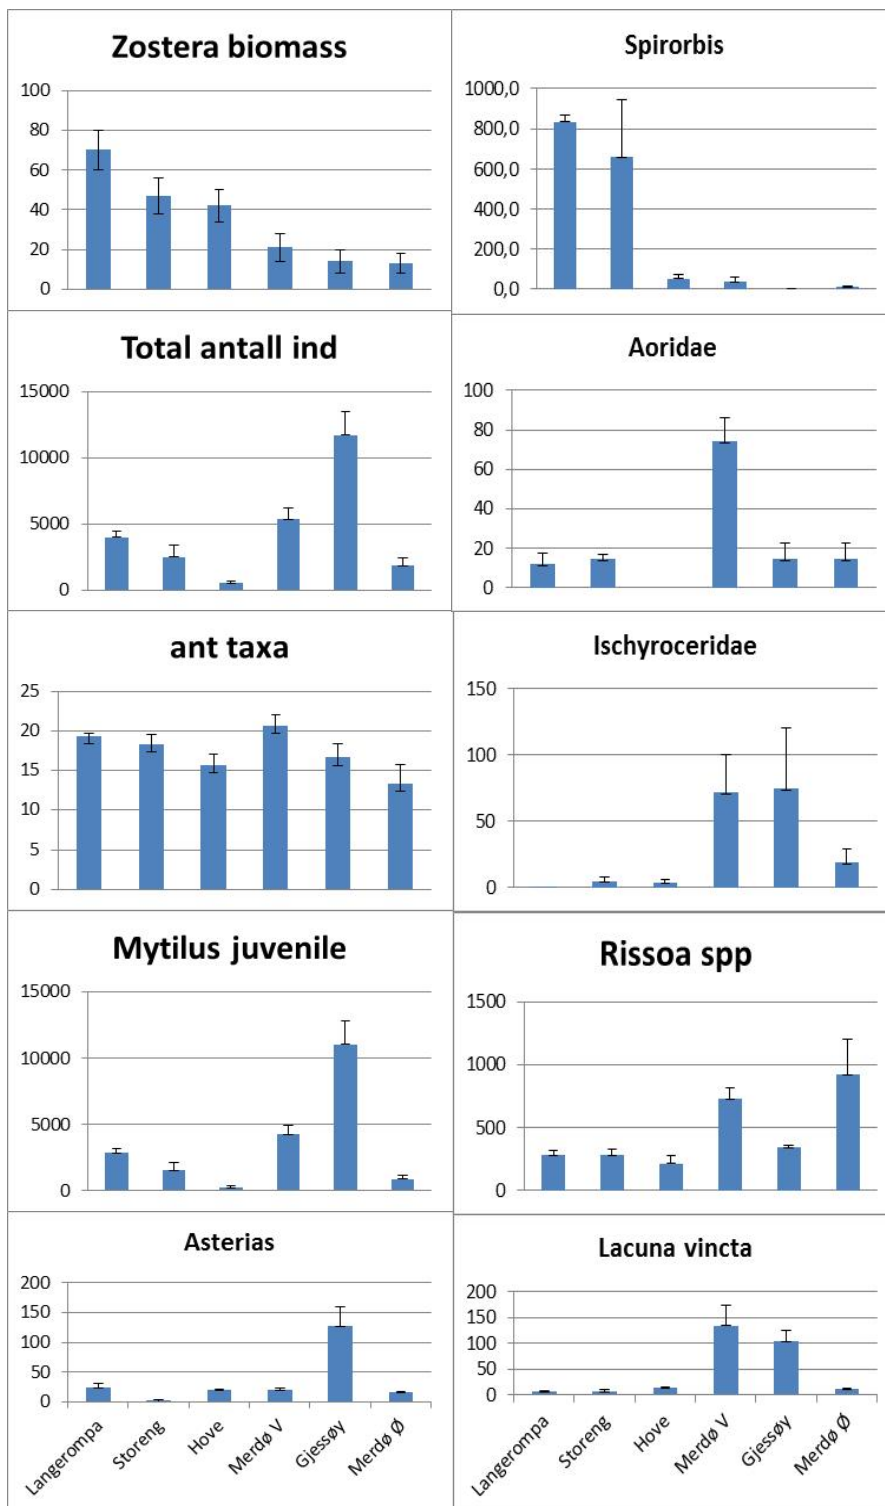 Zostera biomass
100
80
60
40
20
0
Spirorbis
1000,0
800,0
600,0
400,0
200,0
0,0
Total antall ind
15000
10000
5000
0
Aoridae
100
80
60
40
20
0
ant taxa
25
20
15
10
5
0
Ischyroceridae
150
100
50
0
Mytilus juvenile
15000
10000
5000
0
Rissoa spp
1500
1000
500
0
Asterias
200
150
100
50
0
Langerompa
Storeng
Hove
Merdø V
Gjessøy
Merdø Ø
Lacuna vincta
200
150
100
50
0
Langerompa
Storeng
Hove
Merdø V
Gjessøy
Merdø Ø